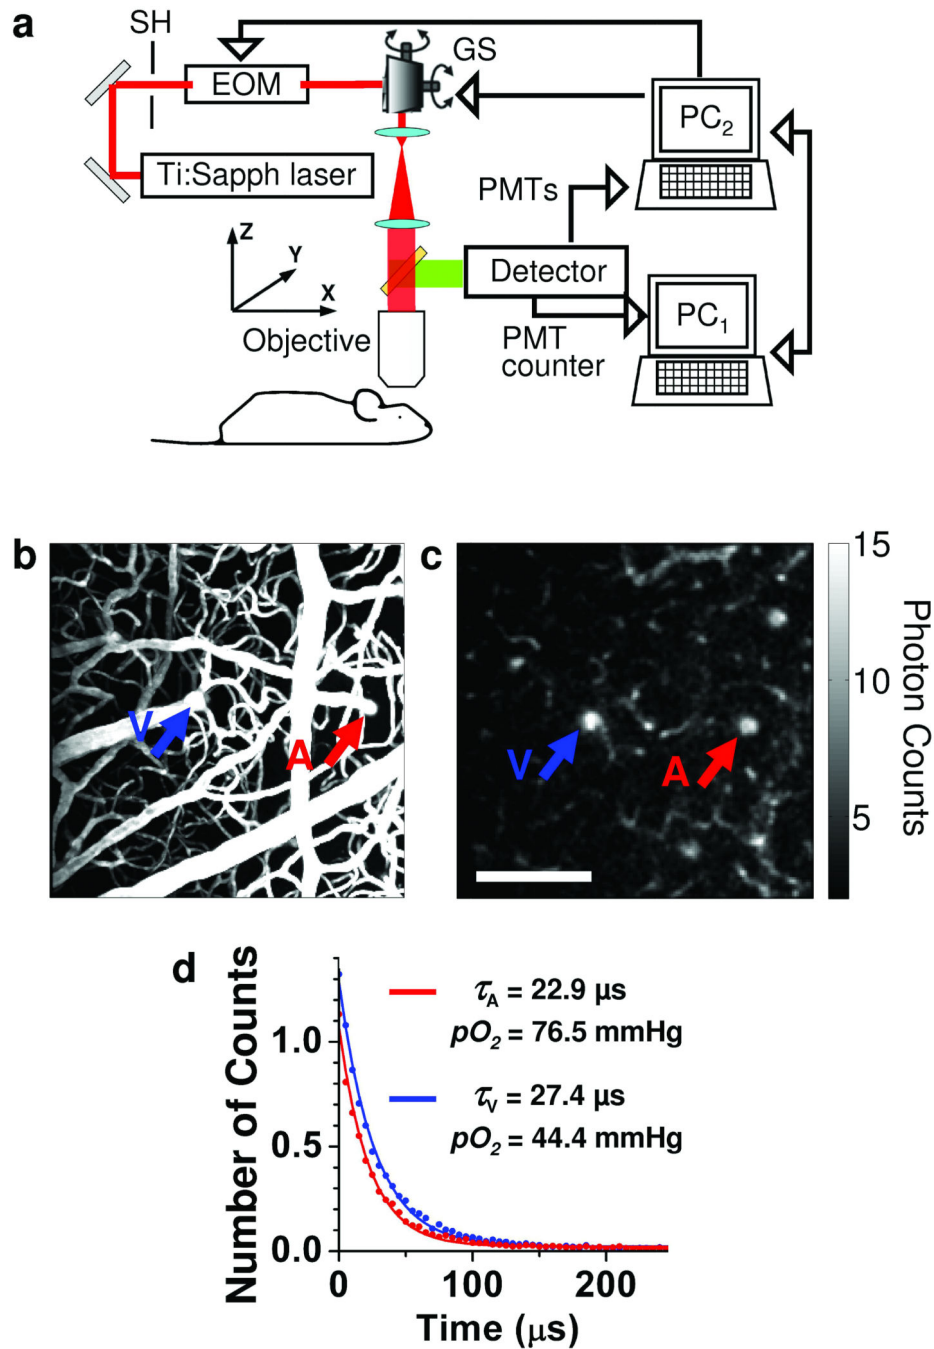 a
SH
GS
EOM
PC2
Ti:Sapph laser
PMTs
Z
Y
X
Detector
PC1
Objective
PMT
counter
b
V
A
c
V
A
15
10
5
Photon Counts
d
τA = 22.9 µs
pO2 = 76.5 mmHg
τV = 27.4 µs
pO2 = 44.4 mmHg
Number of Counts
1.0
0.5
0.0
0
100
200
Time (µs)